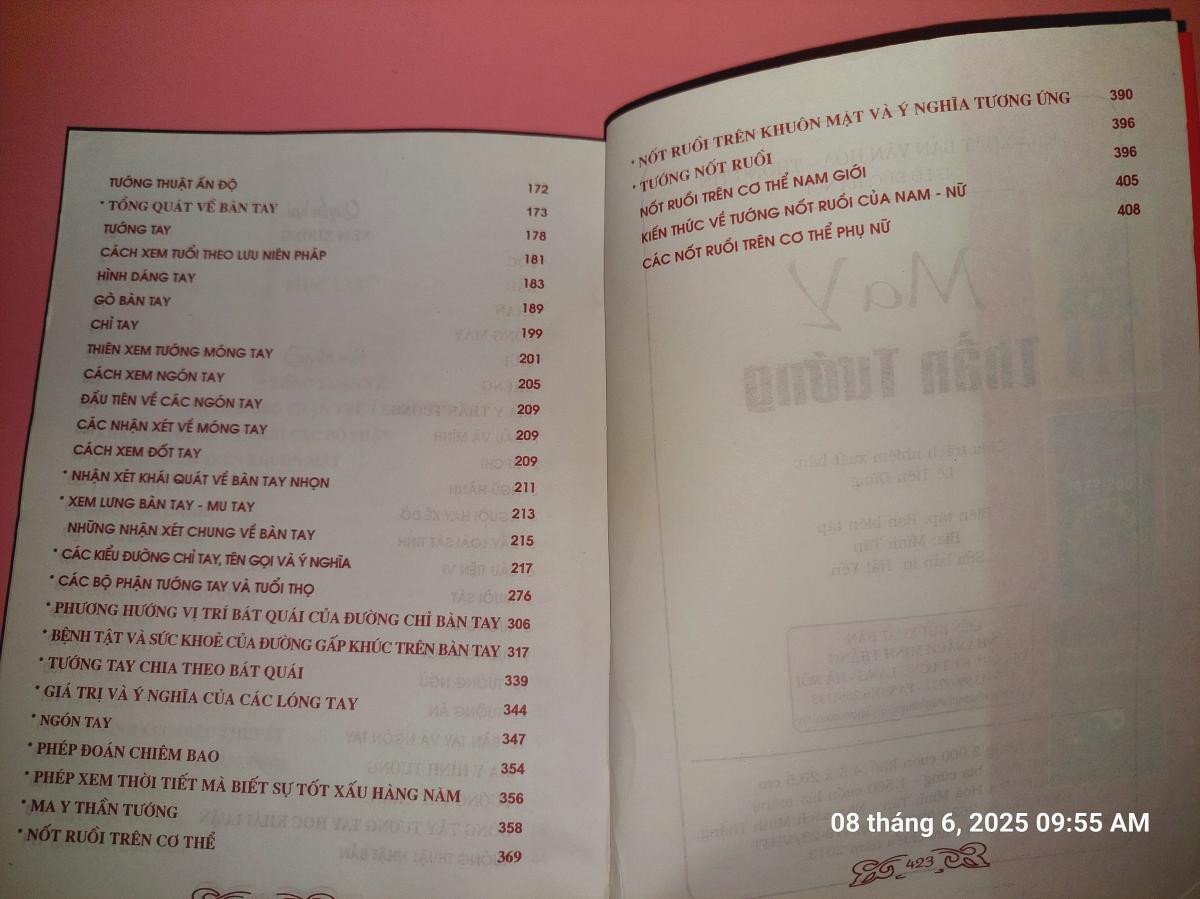 TƯỚNG THUẬT ẤN ĐỘ 172
* TỔNG QUÁT VỀ BÀN TAY 173
TƯỚNG TAY 178
CÁCH XEM TUỔI THEO LƯU NIÊN PHÁP 181
HÌNH DÁNG TAY 183
GÒ BÀN TAY 189
CHỈ TAY 199
THIÊN XEM TƯỚNG MÓNG TAY 201
CÁCH XEM NGÓN TAY 205
ĐẦU TIÊN VỀ CÁC NGÓN TAY 209
CÁC NHẬN XÉT VỀ MÓNG TAY 209
CÁCH XEM ĐỐT TAY 209
* NHẬN XÉT KHÁI QUÁT VỀ BÀN TAY NHỌN 211
* XEM LƯNG BÀN TAY - MU TAY 213
NHỮNG NHẬN XÉT CHUNG VỀ BÀN TAY 215
* CÁC KIỂU ĐƯỜNG CHỈ TAY, TÊN GỌI VÀ Ý NGHĨA 217
* CÁC BỘ PHẬN TƯỚNG TAY VÀ TUỔI THỌ 276
* PHƯƠNG HƯỚNG VỊ TRÍ BÁT QUÁI CỦA ĐƯỜNG CHỈ BÀN TAY 306
* BỆNH TẬT VÀ SỨC KHOẺ CỦA ĐƯỜNG GẤP KHÚC TRÊN BÀN TAY 317
* TƯỚNG TAY CHIA THEO BÁT QUÁI 339
* GIÁ TRỊ VÀ Ý NGHĨA CỦA CÁC LÓNG TAY 344
* NGÓN TAY 347
* PHÉP ĐOÁN CHIÊM BAO 354
* PHÉP XEM THỜI TIẾT MÀ BIẾT SỰ TỐT XẤU HÀNG NĂM 356
* MA Y THẦN TƯỚNG 358
* NỐT RUỒI TRÊN CƠ THỂ 369
* NỐT RUỒI TRÊN KHUÔN MẶT VÀ Ý NGHĨA TƯƠNG ỨNG 390
* TƯỚNG NỐT RUỒI 396
NỐT RUỒI TRÊN CƠ THỂ NAM GIỚI 396
KIẾN THỨC VỀ TƯỚNG NỐT RUỒI CỦA NAM - NỮ 405
CÁC NỐT RUỒI TRÊN CƠ THỂ PHỤ NỮ 408
Ma Y
Thần Tướng
423
08 tháng 6, 2025 09:55 AM